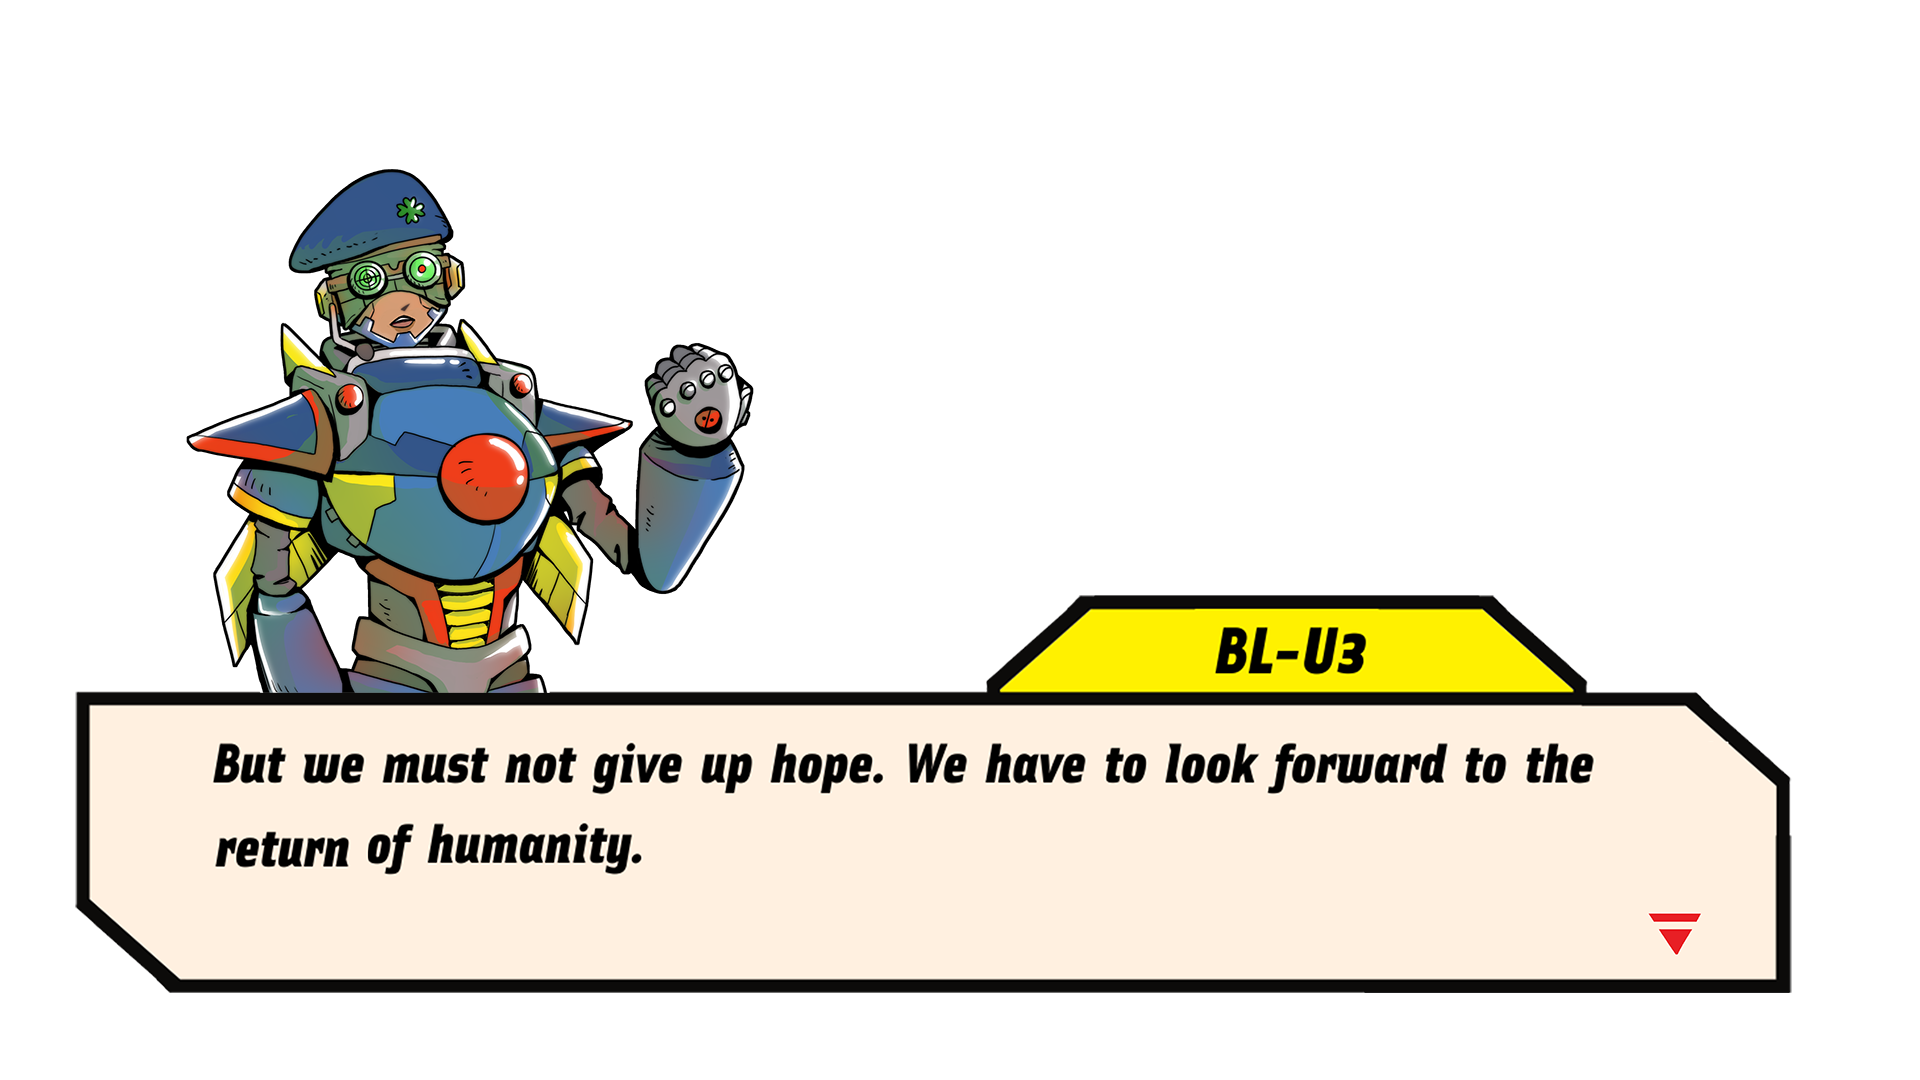 BL-U3
But we must not give up hope. We have to look forward to the
return of humanity.